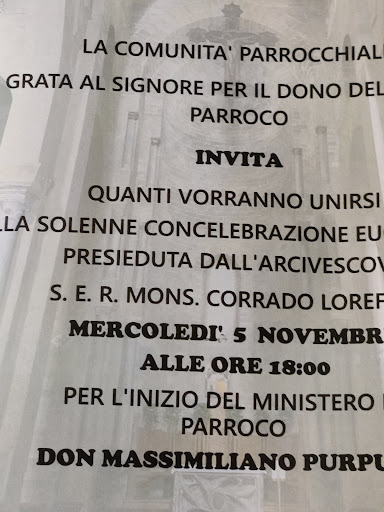 LA COMUNITA' PARROCCHIAL
GRATA AL SIGNORE PER IL DONO DEL
PARROCO
INVITA
QUANTI VORRANNO UNIRSI
LLA SOLENNE CONCELEBRAZIONE EU
PRESIEDUTA DALL'ARCIVESCOV
S. E. R. MONS. CORRADO LOREF
MERCOLEDI' 5 NOVEMBR
ALLE ORE 18:00
PER L'INIZIO DEL MINISTERO
PARROCO
DON MASSIMILIANO PURPU